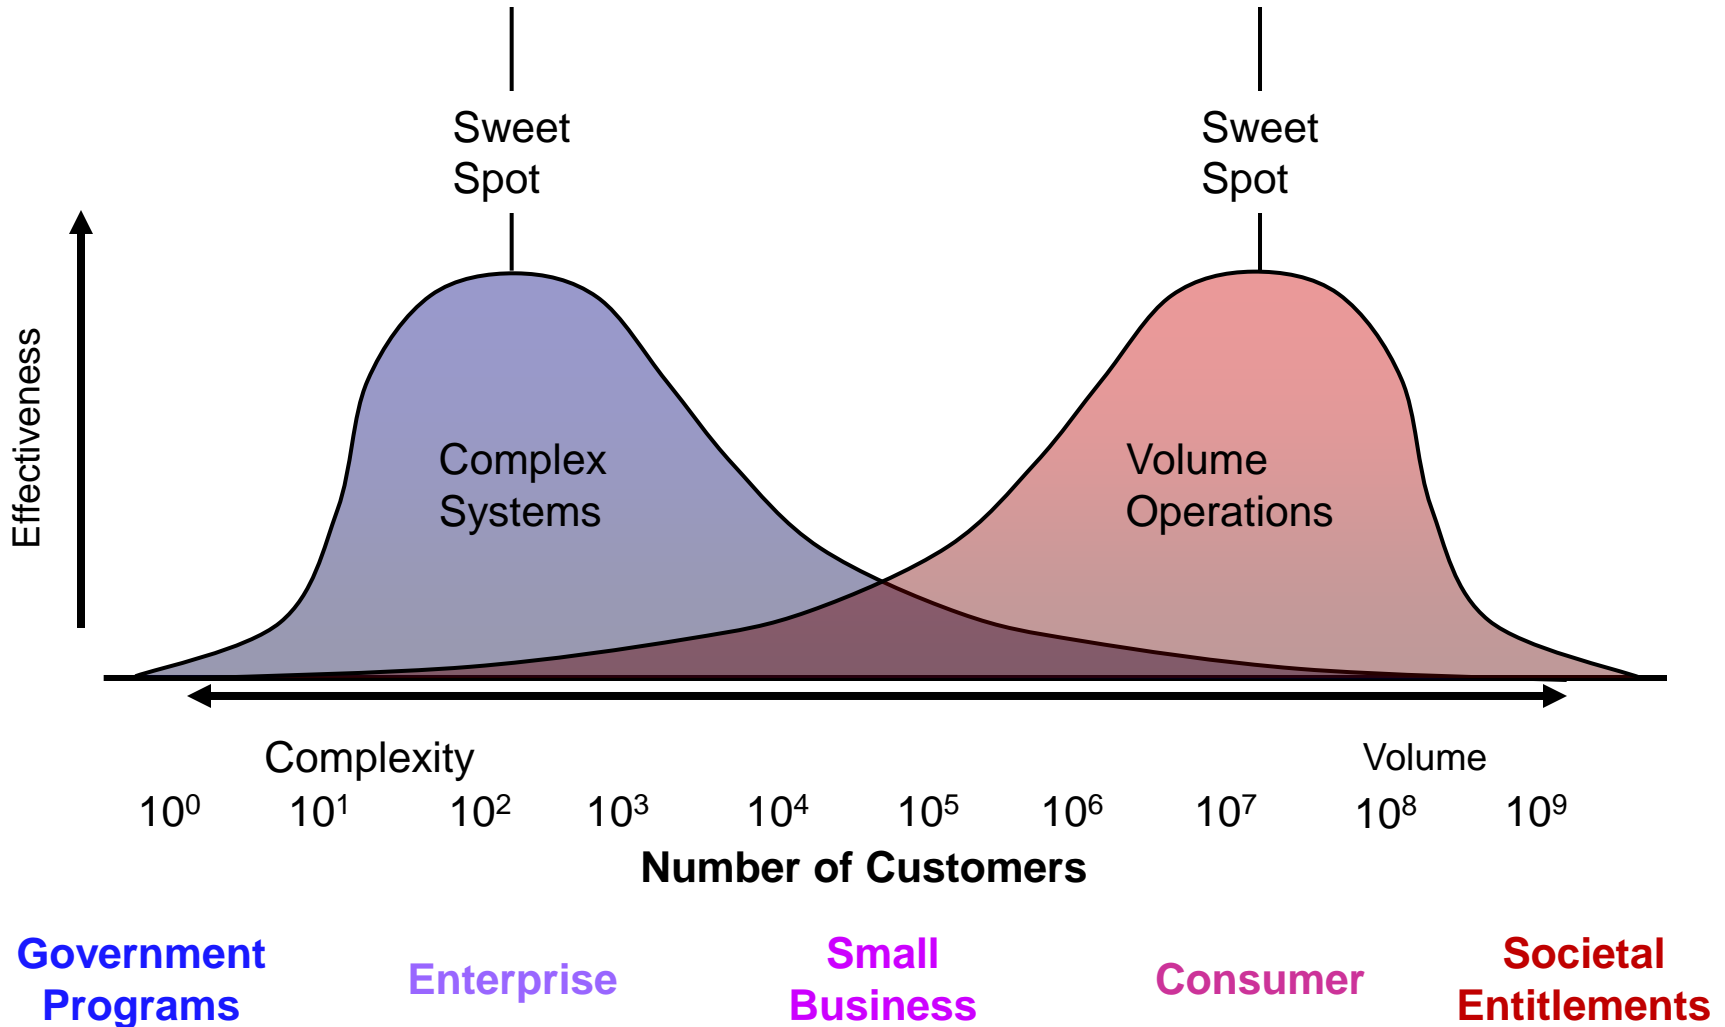 Sweet
Spot
Sweet
Spot
Effectiveness
Complex
Systems
Volume
Operations
Complexity
Volume
10⁰ 10¹ 10² 10³ 10⁴ 10⁵ 10⁶ 10⁷ 10⁸ 10⁹
Number of Customers
Government
Programs
Enterprise
Small
Business
Consumer
Societal
Entitlements